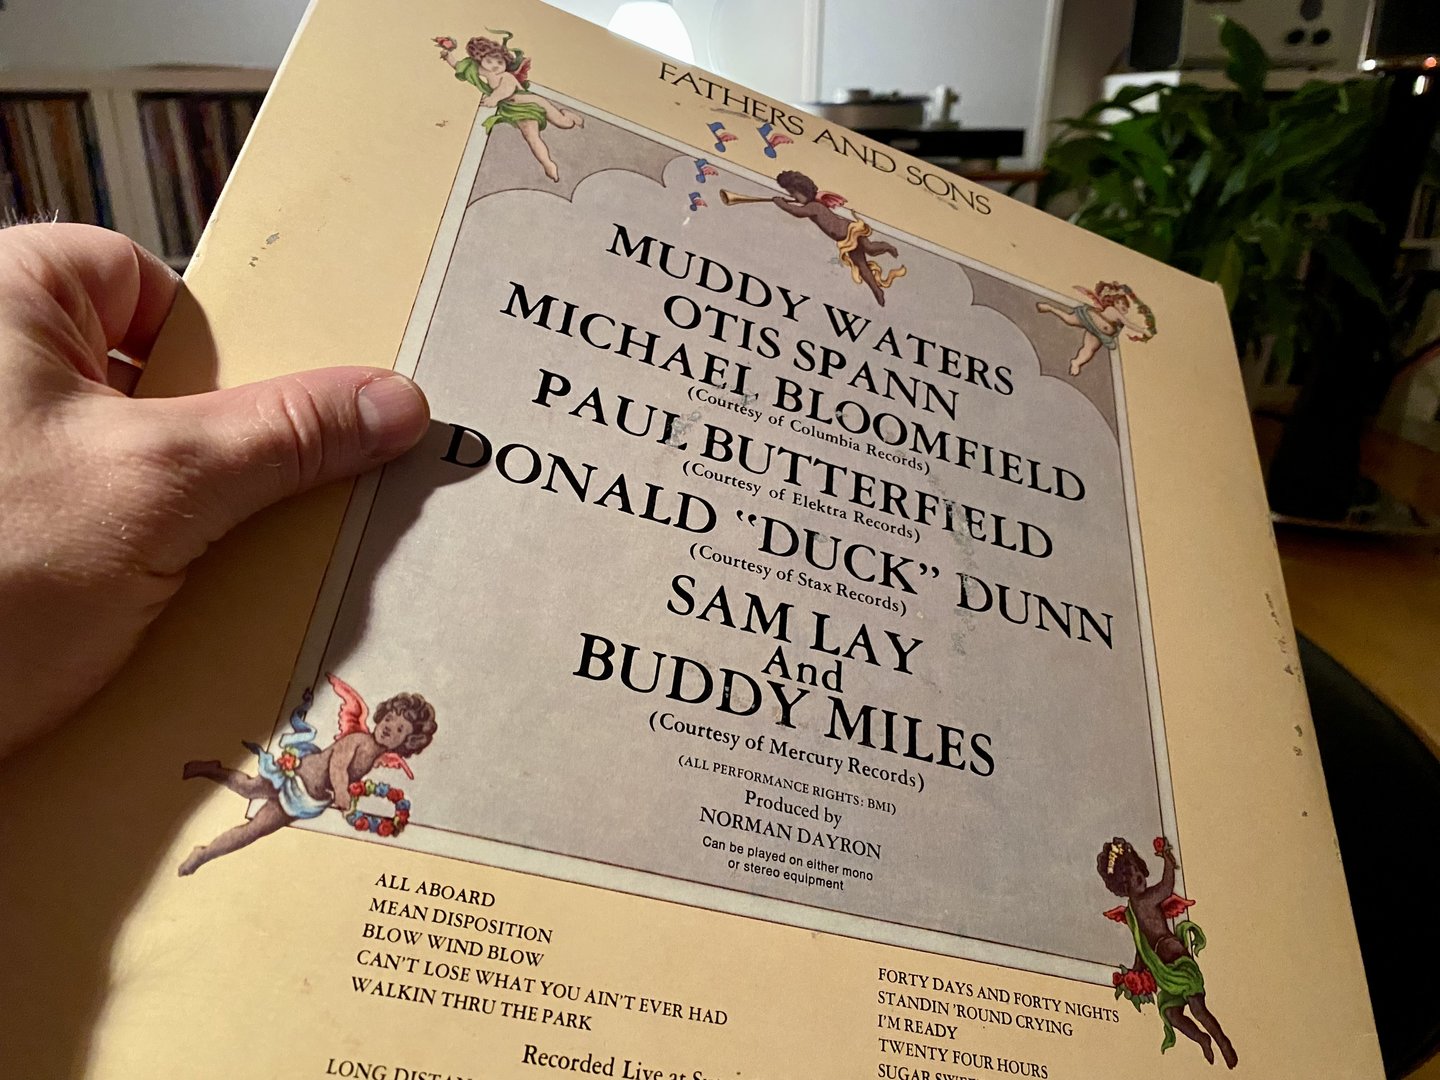 FATHERS AND SONS
MUDDY WATERS
OTIS SPANN
MICHAEL BLOOMFIELD
(Courtesy of Columbia Records)
PAUL BUTTERFIELD
(Courtesy of Elektra Records)
DONALD “DUCK” DUNN
(Courtesy of Stax Records)
SAM LAY
And
BUDDY MILES
(Courtesy of Mercury Records)
(ALL PERFORMANCE RIGHTS: BMI)
Produced by
NORMAN DAYRON
Can be played on either mono
or stereo equipment
ALL ABOARD
MEAN DISPOSITION
BLOW WIND BLOW
CAN'T LOSE WHAT YOU AIN'T EVER HAD
WALKIN THRU THE PARK
FORTY DAYS AND FORTY NIGHTS
STANDIN 'ROUND CRYING
I'M READY
TWENTY FOUR HOURS
SUGAR
Recorded Live at
LONG